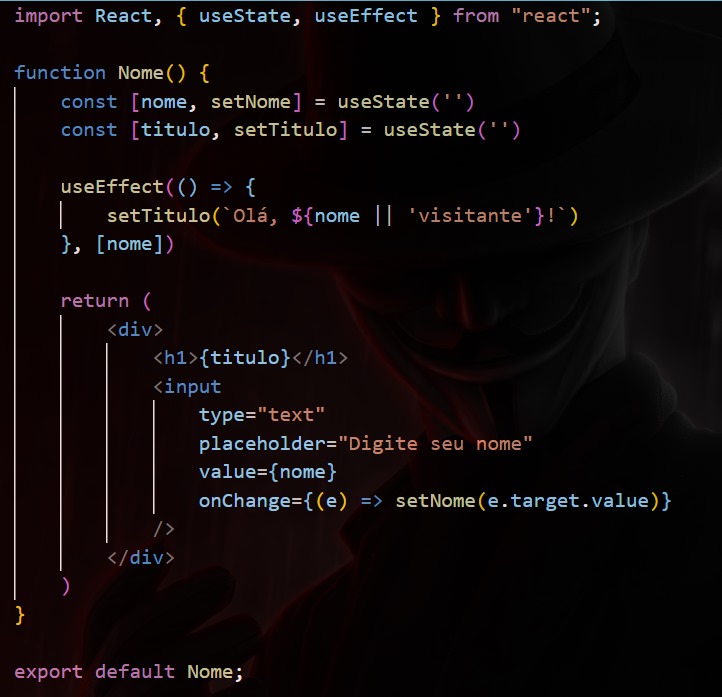 import React, { useState, useEffect } from "react";
function Nome() {
const [nome, setNome] = useState('')
const [titulo, setTitulo] = useState('')
useEffect(() => {
setTitulo(`Olá, ${nome || 'visitante'}!`)
}, [nome])
return (
<div>
<h1>{titulo}</h1>
<input
type="text"
placeholder="Digite seu nome"
value={nome}
onChange={(e) => setNome(e.target.value)}
/>
</div>
)
}
export default Nome;